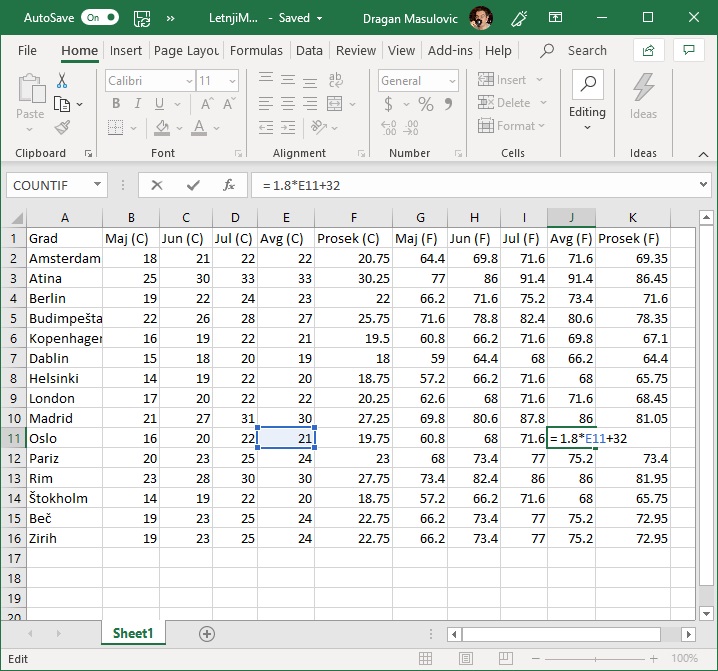 AutoSave On LetnjiM... - Saved Dragan Masulovic
File Home Insert Page Layou Formulas Data Review View Add-ins Help Search
Paste
Clipboard
Calibri 11
B I U A A
A
Font
ab
Alignment
General
$ % 9
.00 .00
Number
Insert
Delete
Format
Cells
Editing
Ideas
Ideas
COUNTIF fx = 1.8*E11+32
A B C D E F G H I J K
1 Grad Maj (C) Jun (C) Jul (C) Avg (C) Prosek (C) Maj (F) Jun (F) Jul (F) Avg (F) Prosek (F)
2 Amsterdam 18 21 22 22 20.75 64.4 69.8 71.6 71.6 69.35
3 Atina 25 30 33 33 30.25 77 86 91.4 91.4 86.45
4 Berlin 19 22 24 23 22 66.2 71.6 75.2 73.4 71.6
5 Budimpešta 22 26 28 27 25.75 71.6 78.8 82.4 80.6 78.35
6 Kopenhager 16 19 22 21 19.5 60.8 66.2 71.6 69.8 67.1
7 Dablin 15 18 20 19 18 59 64.4 68 66.2 64.4
8 Helsinki 14 19 22 20 18.75 57.2 66.2 71.6 68 65.75
9 London 17 20 22 22 20.25 62.6 68 71.6 71.6 68.45
10 Madrid 21 27 31 30 27.25 69.8 80.6 87.8 86 81.05
11 Oslo 16 20 22 21 19.75 60.8 68 71.6 = 1.8*E11+32
12 Pariz 20 23 25 24 23 68 73.4 77 75.2 73.4
13 Rim 23 28 30 30 27.75 73.4 82.4 86 86 81.95
14 Štokholm 14 19 22 20 18.75 57.2 66.2 71.6 68 65.75
15 Beč 19 23 25 24 22.75 66.2 73.4 77 75.2 72.95
16 Zirih 19 23 25 24 22.75 66.2 73.4 77 75.2 72.95
17
18
19
20
Sheet1
Edit 100%